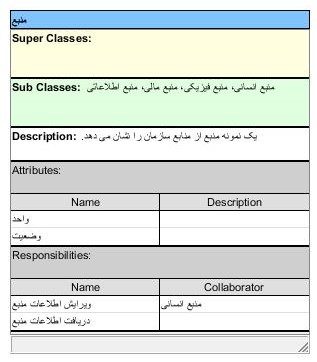 منبع
Super Classes:
Sub Classes: منبع انسانی، منبع فیزیکی، منبع مالی، منبع اطلاعاتی
Description: یک نمونه منبع از منابع سازمان را نشان می دهد.
Attributes:
Name Description
واحد
وضعیت
Responsibilities:
Name Collaborator
ویرایش اطلاعات منبع منبع انسانی
دریافت اطلاعات منبع